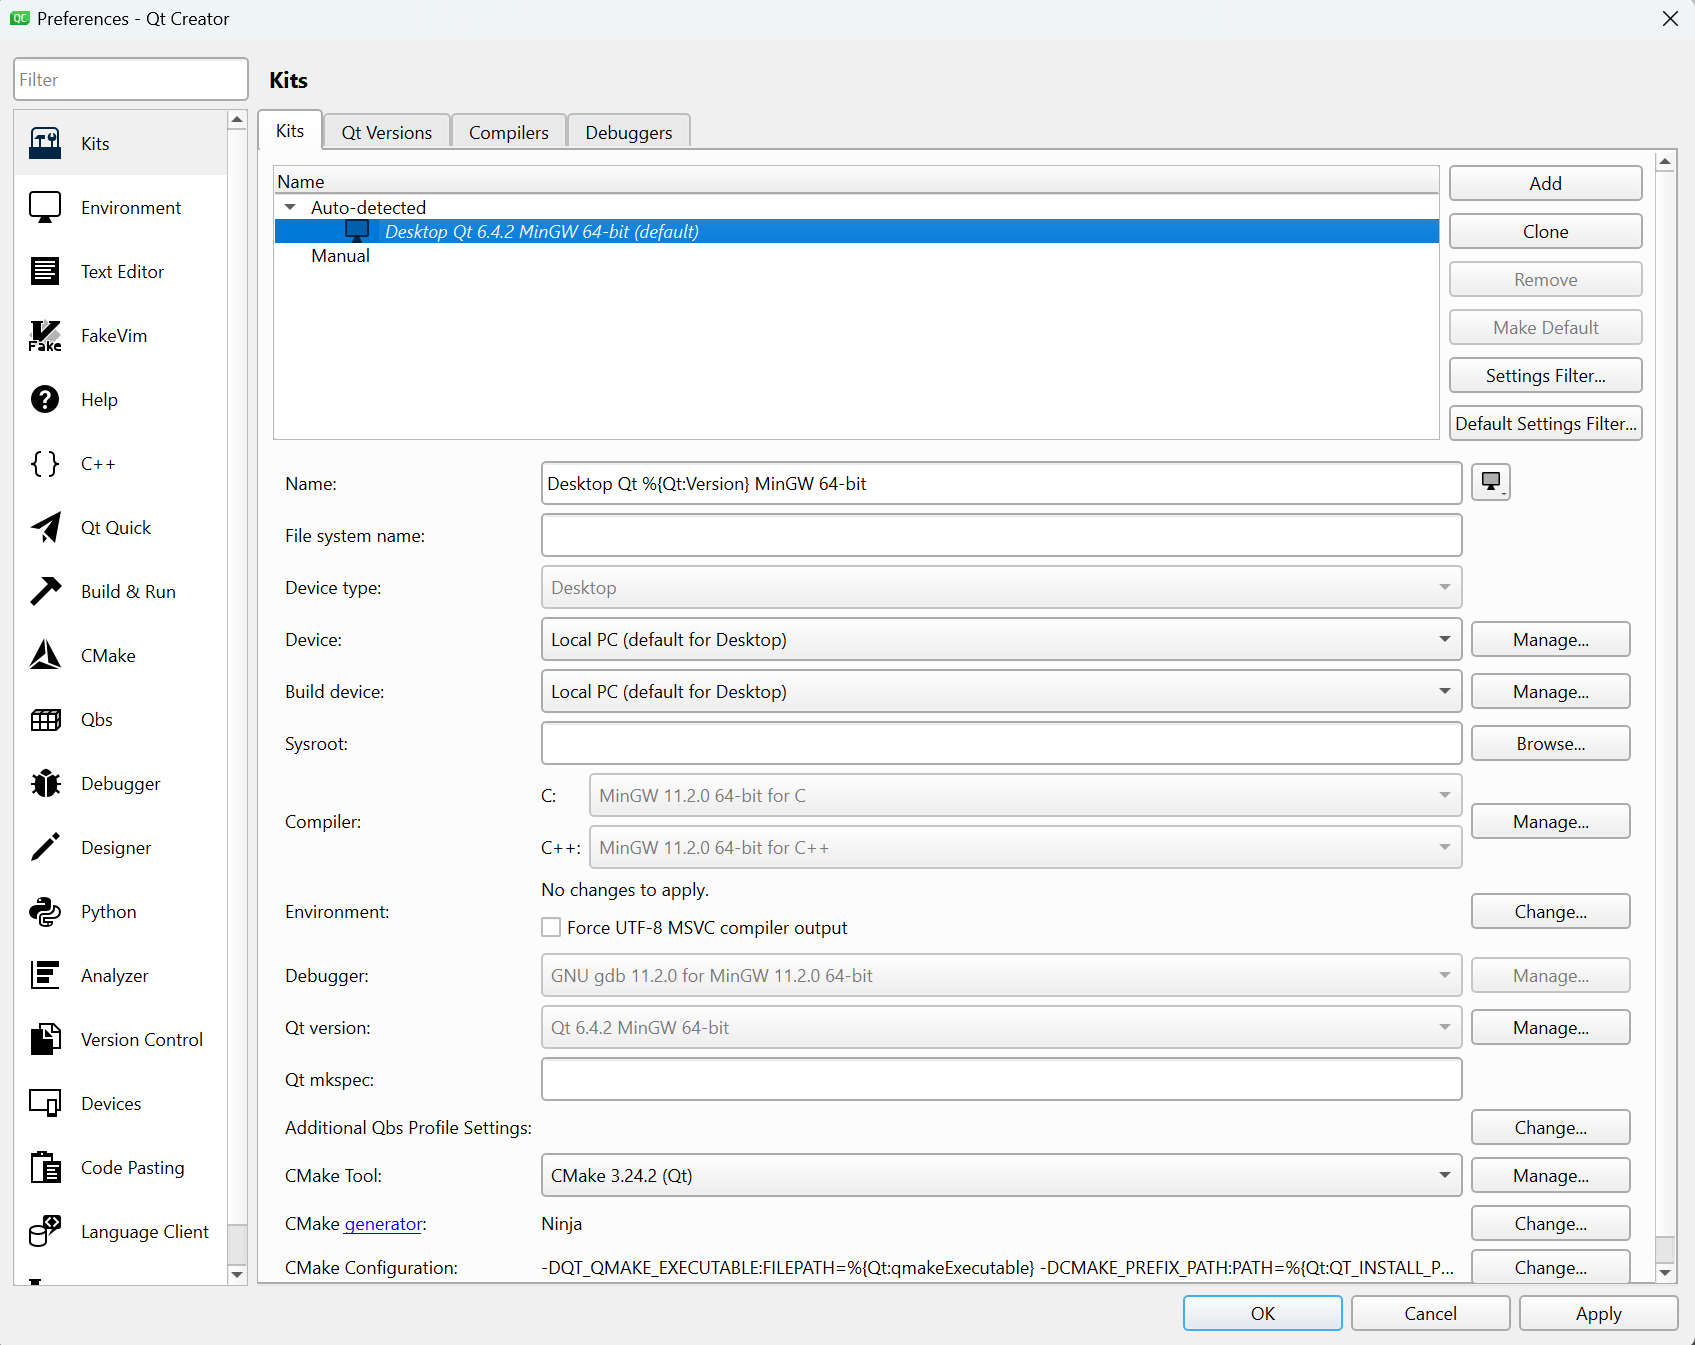 Preferences - Qt Creator
Filter
Kits
Kits
Environment
Text Editor
FakeVim
Help
C++
Qt Quick
Build & Run
CMake
Qbs
Debugger
Designer
Python
Analyzer
Version Control
Devices
Code Pasting
Language Client
Kits Qt Versions Compilers Debuggers
Name
Auto-detected
Desktop Qt 6.4.2 MinGW 64-bit (default)
Manual
Add
Clone
Remove
Make Default
Settings Filter...
Default Settings Filter...
Name: Desktop Qt %{Qt:Version} MinGW 64-bit
File system name:
Device type: Desktop
Device: Local PC (default for Desktop) Manage...
Build device: Local PC (default for Desktop) Manage...
Sysroot: Browse...
Compiler:
C: MinGW 11.2.0 64-bit for C
C++: MinGW 11.2.0 64-bit for C++
Manage...
Environment:
No changes to apply.
Force UTF-8 MSVC compiler output
Change...
Debugger: GNU gdb 11.2.0 for MinGW 11.2.0 64-bit Manage...
Qt version: Qt 6.4.2 MinGW 64-bit Manage...
Qt mkspec:
Additional Qbs Profile Settings: Change...
CMake Tool: CMake 3.24.2 (Qt) Manage...
CMake generator: Ninja Change...
CMake Configuration: -DQT_QMAKE_EXECUTABLE:FILEPATH=%{Qt:qmakeExecutable} -DCMAKE_PREFIX_PATH:PATH=%{Qt:QT_INSTALL_P... Change...
OK Cancel Apply